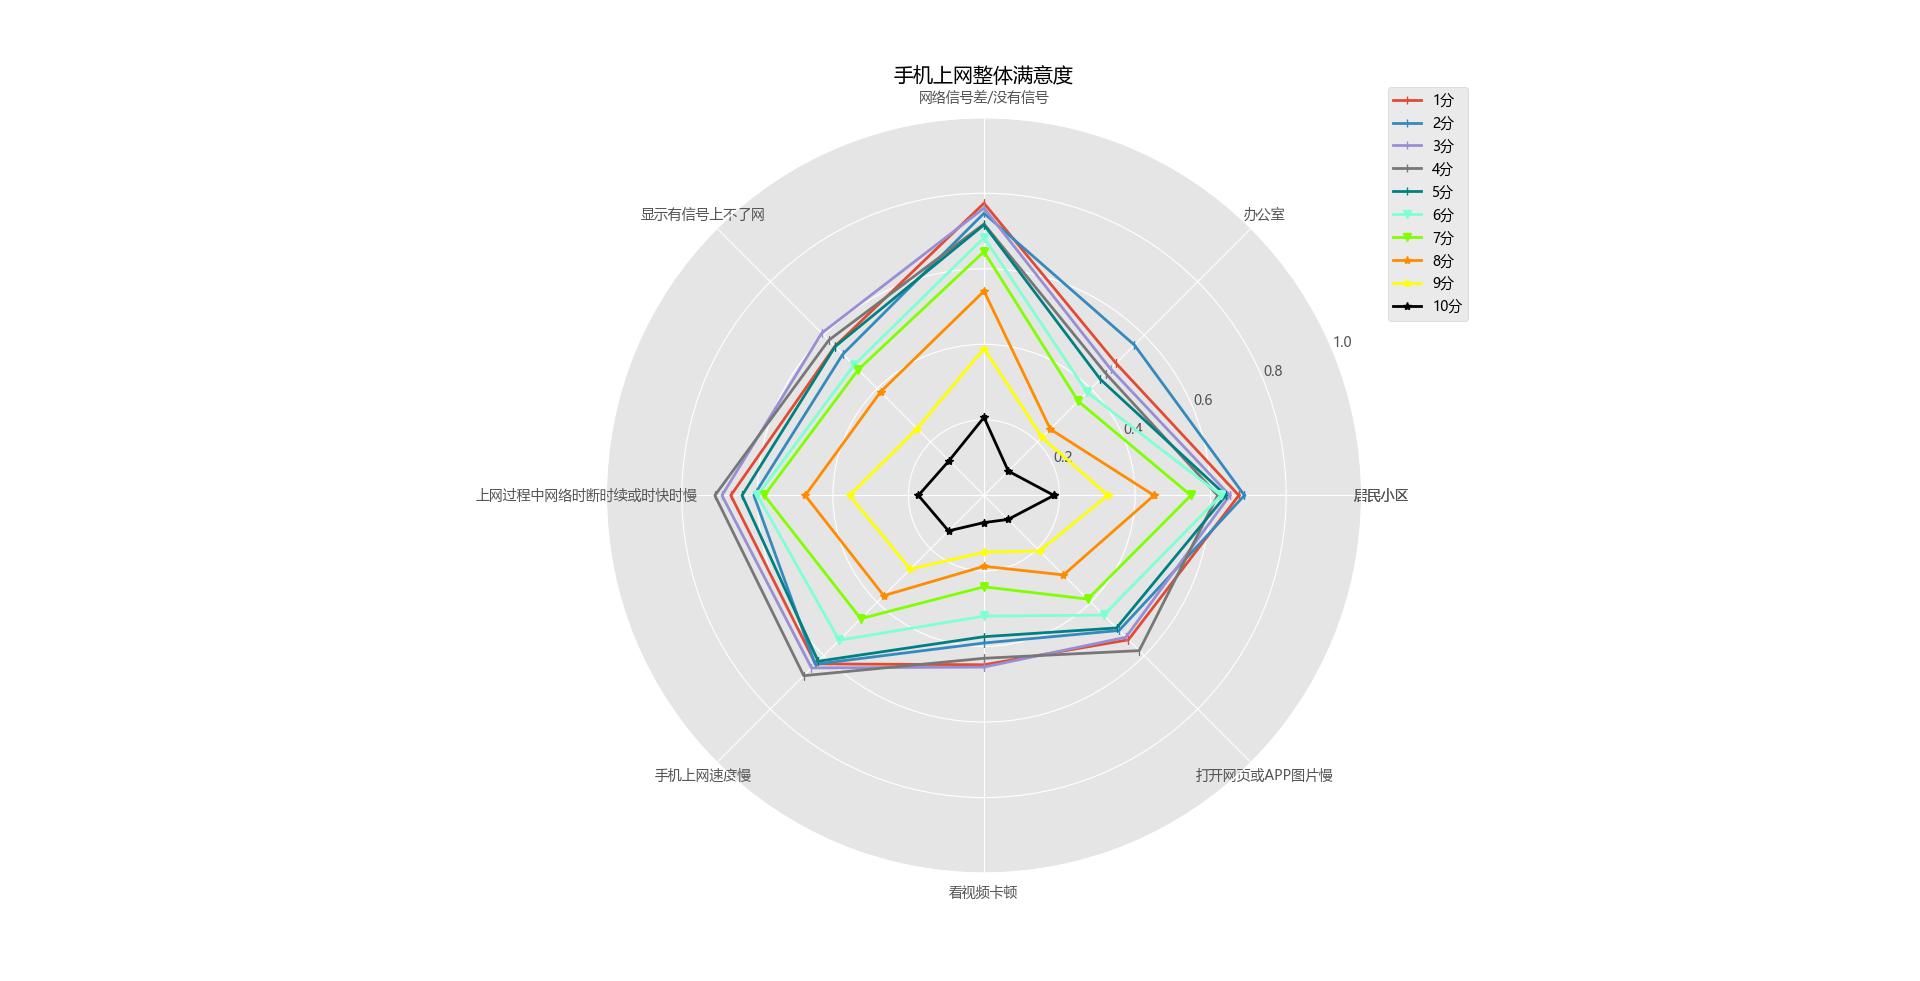 手机上网整体满意度
网络信号差/没有信号
1分
2分
3分
4分
5分
6分
7分
8分
9分
10分
显示有信号上不了网
办公室
1.0
0.8
0.6
0.4
0.2
上网过程中网络时断时续或时快时慢
居民小区
手机上网速度慢
打开网页或APP图片慢
看视频卡顿